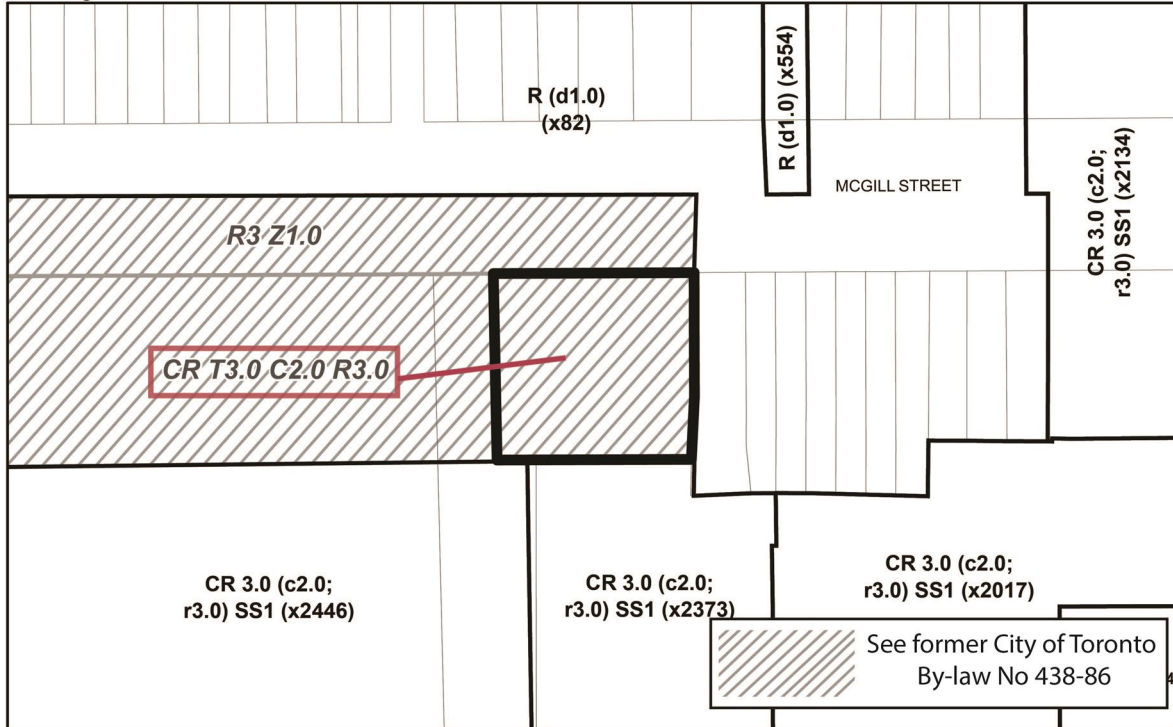 R (d1.0)
(x82)
R (d1.0) (x554)
MCGILL STREET
CR 3.0 (c2.0;
r3.0) SS1 (x2134)
R3 Z1.0
CR T3.0 C2.0 R3.0
CR 3.0 (c2.0;
r3.0) SS1 (x2446)
CR 3.0 (c2.0;
r3.0) SS1 (x2373)
CR 3.0 (c2.0;
r3.0) SS1 (x2017)
See former City of Toronto
By-law No 438-86